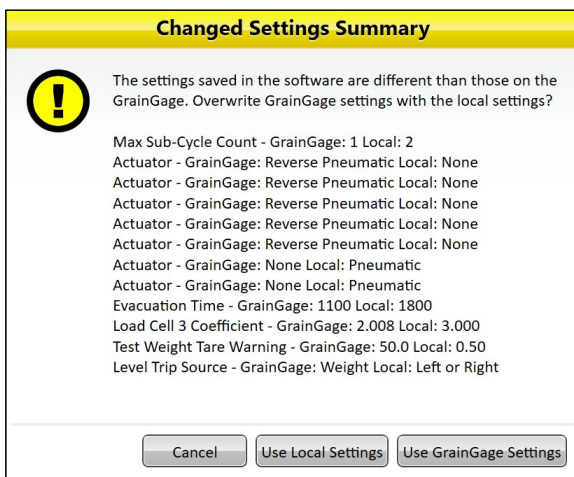 Changed Settings Summary
!
The settings saved in the software are different than those on the
GrainGage. Overwrite GrainGage settings with the local settings?
Max Sub-Cycle Count - GrainGage: 1 Local: 2
Actuator - GrainGage: Reverse Pneumatic Local: None
Actuator - GrainGage: Reverse Pneumatic Local: None
Actuator - GrainGage: Reverse Pneumatic Local: None
Actuator - GrainGage: Reverse Pneumatic Local: None
Actuator - GrainGage: Reverse Pneumatic Local: None
Actuator - GrainGage: None Local: Pneumatic
Actuator - GrainGage: None Local: Pneumatic
Evacuation Time - GrainGage: 1100 Local: 1800
Load Cell 3 Coefficient - GrainGage: 2.008 Local: 3.000
Test Weight Tare Warning - GrainGage: 50.0 Local: 0.50
Level Trip Source - GrainGage: Weight Local: Left or Right
Cancel Use Local Settings Use GrainGage Settings